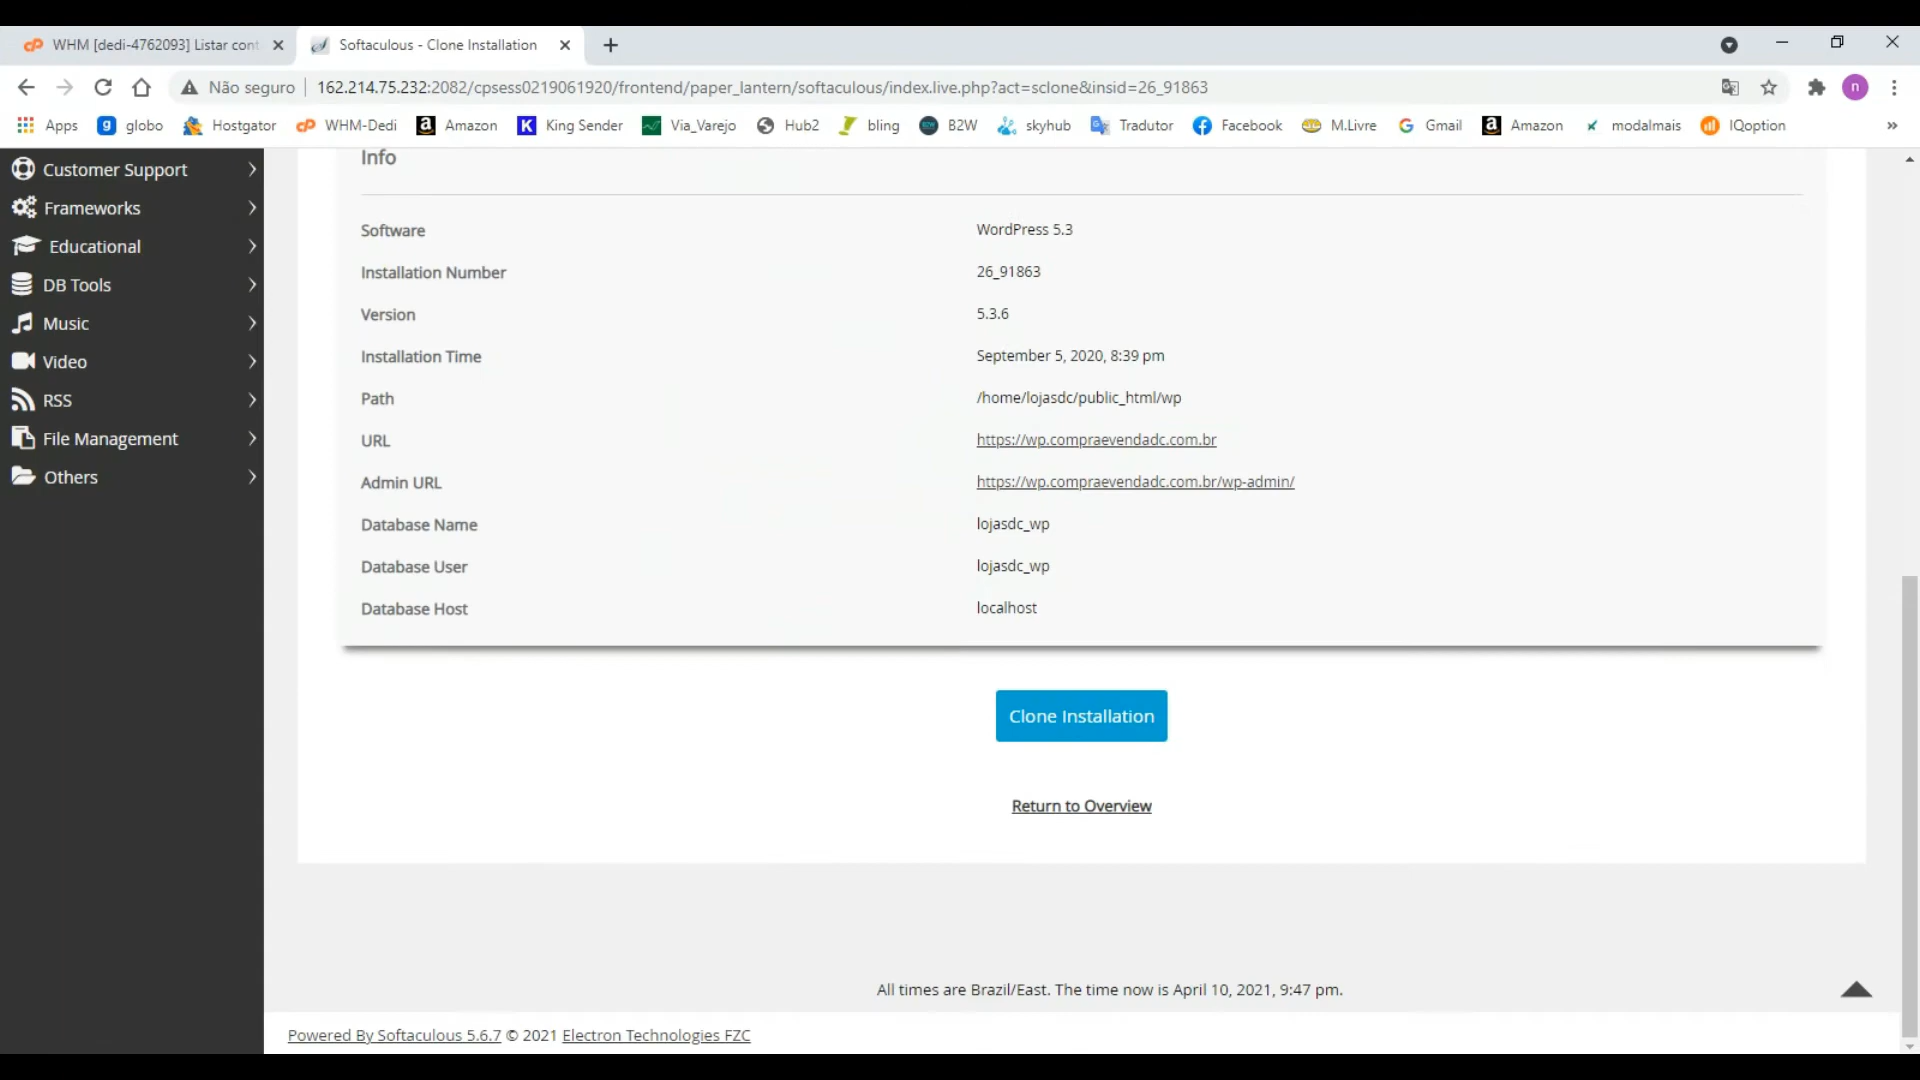 WHM [dedi-4762093] Listar cont
Softaculous - Clone Installation
Não seguro
162.214.75.232:2082/cpsess0219061920/frontend/paper_lantern/softaculous/index.live.php?act=sclone&insid=26_91863
n
Apps globo Hostgator WHM-Dedi Amazon King Sender Via_Varejo Hub2 bling B2W skyhub Tradutor Facebook M.Livre Gmail Amazon modalmais IQoption »
Customer Support
Frameworks
Educational
DB Tools
Music
Video
RSS
File Management
Others
Info
Software WordPress 5.3
Installation Number 26_91863
Version 5.3.6
Installation Time September 5, 2020, 8:39 pm
Path /home/lojasdc/public_html/wp
URL https://wp.compraevendadc.com.br
Admin URL https://wp.compraevendadc.com.br/wp-admin/
Database Name lojasdc_wp
Database User lojasdc_wp
Database Host localhost
Clone Installation
Return to Overview
All times are Brazil/East. The time now is April 10, 2021, 9:47 pm.
Powered By Softaculous 5.6.7 © 2021 Electron Technologies FZC